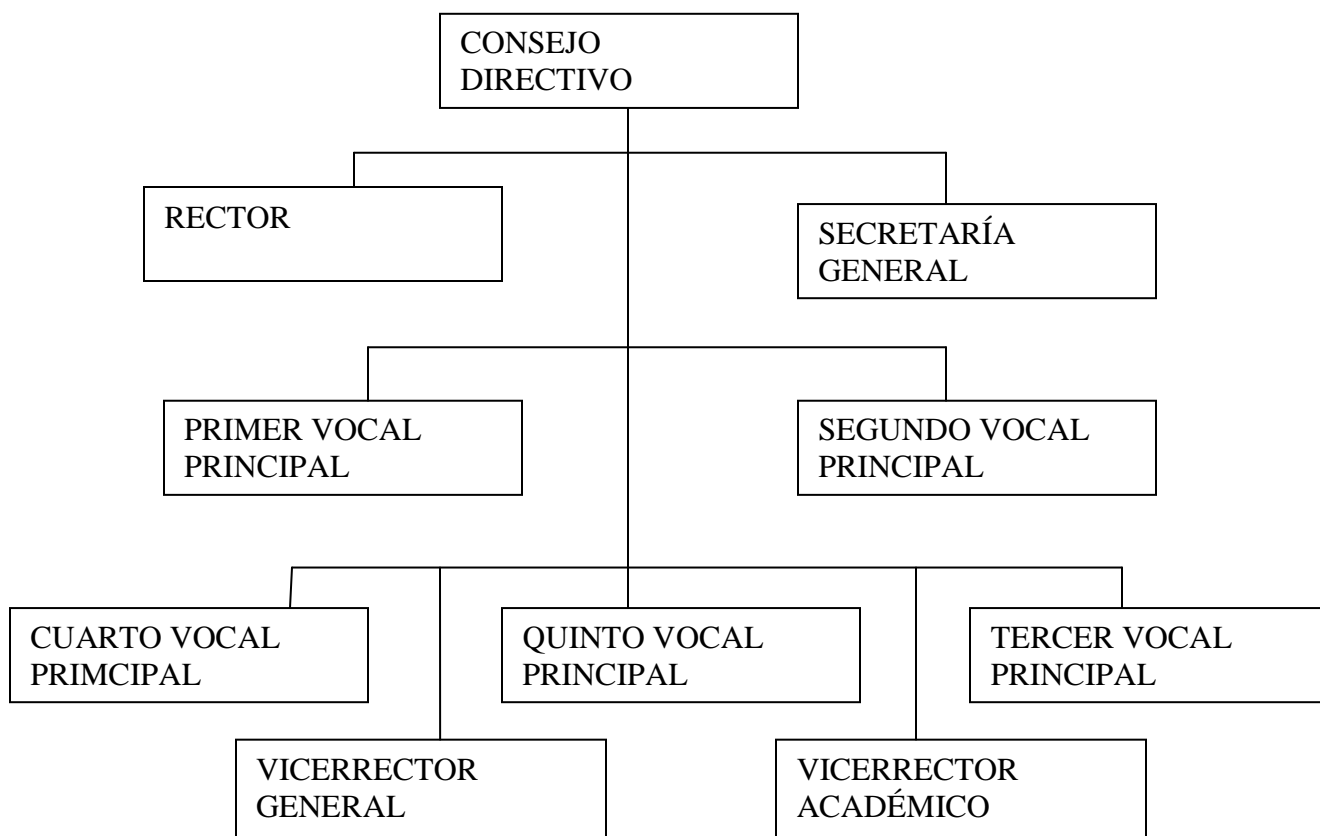 CONSEJO
DIRECTIVO
RECTOR
SECRETARÍA
GENERAL
PRIMER VOCAL
PRINCIPAL
SEGUNDO VOCAL
PRINCIPAL
CUARTO VOCAL
PRIMCIPAL
QUINTO VOCAL
PRINCIPAL
TERCER VOCAL
PRINCIPAL
VICERRECTOR
GENERAL
VICERRECTOR
ACADÉMICO